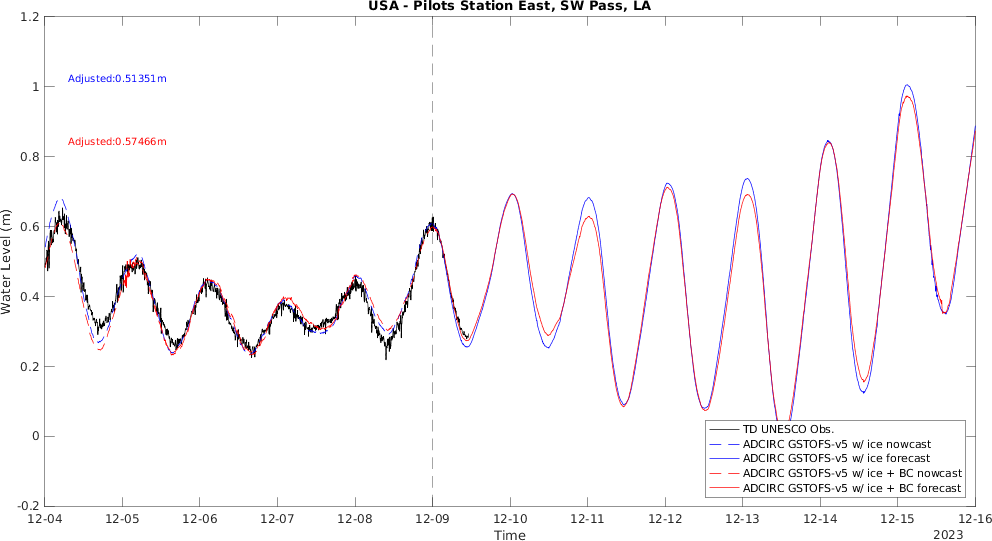 USA - Pilots Station East, SW Pass, LA
1.2
1
0.8
0.6
0.4
0.2
0
-0.2
Water Level (m)
Adjusted:0.51351m
Adjusted:0.57466m
TD UNESCO Obs.
ADCIRC GSTOFS-v5 w/ ice nowcast
ADCIRC GSTOFS-v5 w/ ice forecast
ADCIRC GSTOFS-v5 w/ ice + BC nowcast
ADCIRC GSTOFS-v5 w/ ice + BC forecast
12-04 12-05 12-06 12-07 12-08 12-09 12-10 12-11 12-12 12-13 12-14 12-15 12-16
Time
2023